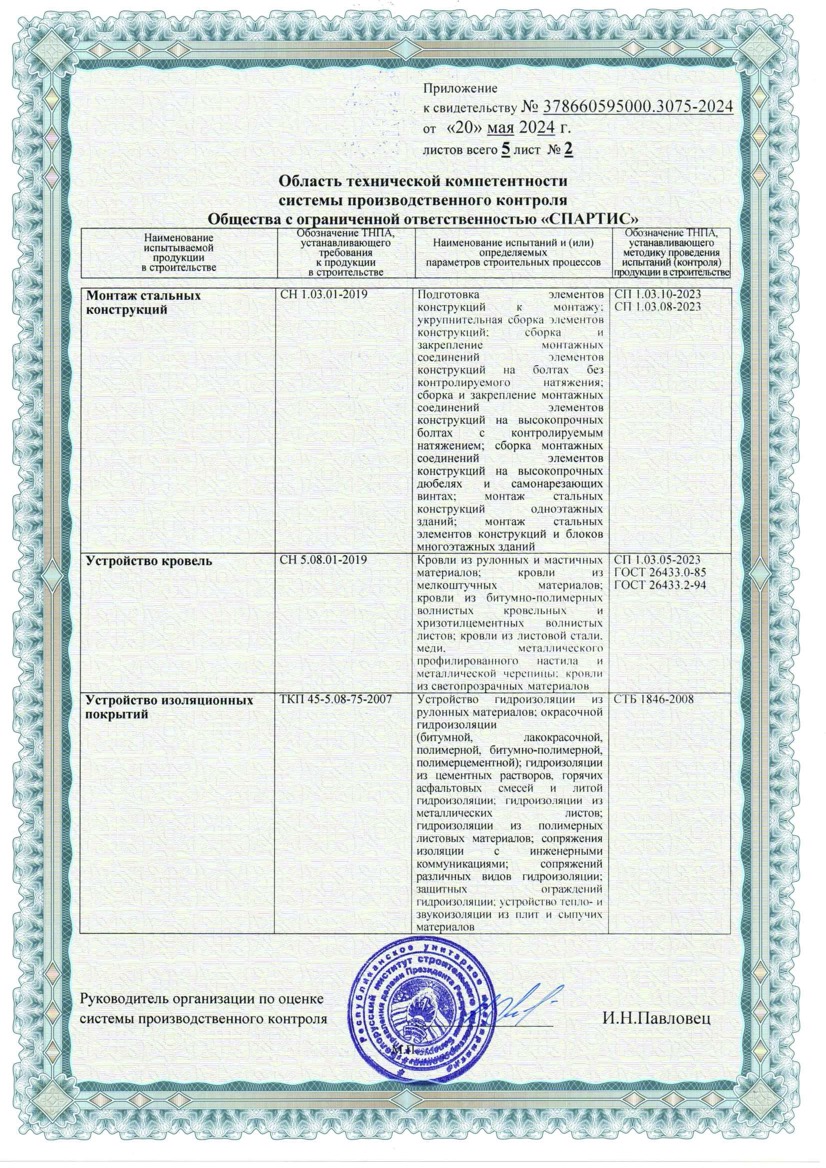 Приложение
к свидетельству № 378660595000.3075-2024
от «20» мая 2024 г.
листов всего 5 лист № 2
Область технической компетентности
системы производственного контроля
Общества с ограниченной ответственностью «СПАРТИС»
Наименование
испытываемой
продукции
в строительстве
Обозначение ТНПА,
устанавливающего
требования
к продукции
в строительстве
Наименование испытаний и (или)
определяемых
параметров строительных процессов
Обозначение ТНПА,
устанавливающего
методику проведения
испытаний (контроля)
продукции в строительстве
Монтаж стальных
конструкций
СН 1.03.01-2019
Подготовка элементов
конструкций к монтажу;
укрупнительная сборка элементов
конструкций; сборка и
закрепление монтажных
соединений элементов
конструкций на болтах без
контролируемого натяжения;
сборка и закрепление монтажных
соединений элементов
конструкций на высокопрочных
болтах с контролируемым
натяжением; сборка монтажных
соединений элементов
конструкций на высокопрочных
дюбелях и самонарезающих
винтах; монтаж стальных
конструкций одноэтажных
зданий; монтаж стальных
элементов конструкций и блоков
многоэтажных зданий
СП 1.03.10-2023
СП 1.03.08-2023
Устройство кровель
СН 5.08.01-2019
Кровли из рулонных и мастичных
материалов; кровли из
мелкоштучных материалов;
кровли из битумно-полимерных
волнистых кровельных и
хризотилцементных волнистых
листов; кровли из листовой стали,
меди, металлического
профилированного настила и
металлической черепицы; кровли
из светопрозрачных материалов
СП 1.03.05-2023
ГОСТ 26433.0-85
ГОСТ 26433.2-94
Устройство изоляционных
покрытий
ТКП 45-5.08-75-2007
Устройство гидроизоляции из
рулонных материалов; окрасочной
гидроизоляции
(битумной, лакокрасочной,
полимерной, битумно-полимерной,
полимерцементной); гидроизоляции
из цементных растворов, горячих
асфальтовых смесей и литой
гидроизоляции; гидроизоляции из
металлических листов;
гидроизоляции из полимерных
листовых материалов; сопряжения
изоляции с инженерными
коммуникациями; сопряжений
различных видов гидроизоляции;
защитных ограждений
гидроизоляции; устройство тепло- и
звукоизоляции из плит и сыпучих
материалов
СТБ 1846-2008
Руководитель организации по оценке
системы производственного контроля
И.Н.Павловец
М.П.
Республиканское унитарное